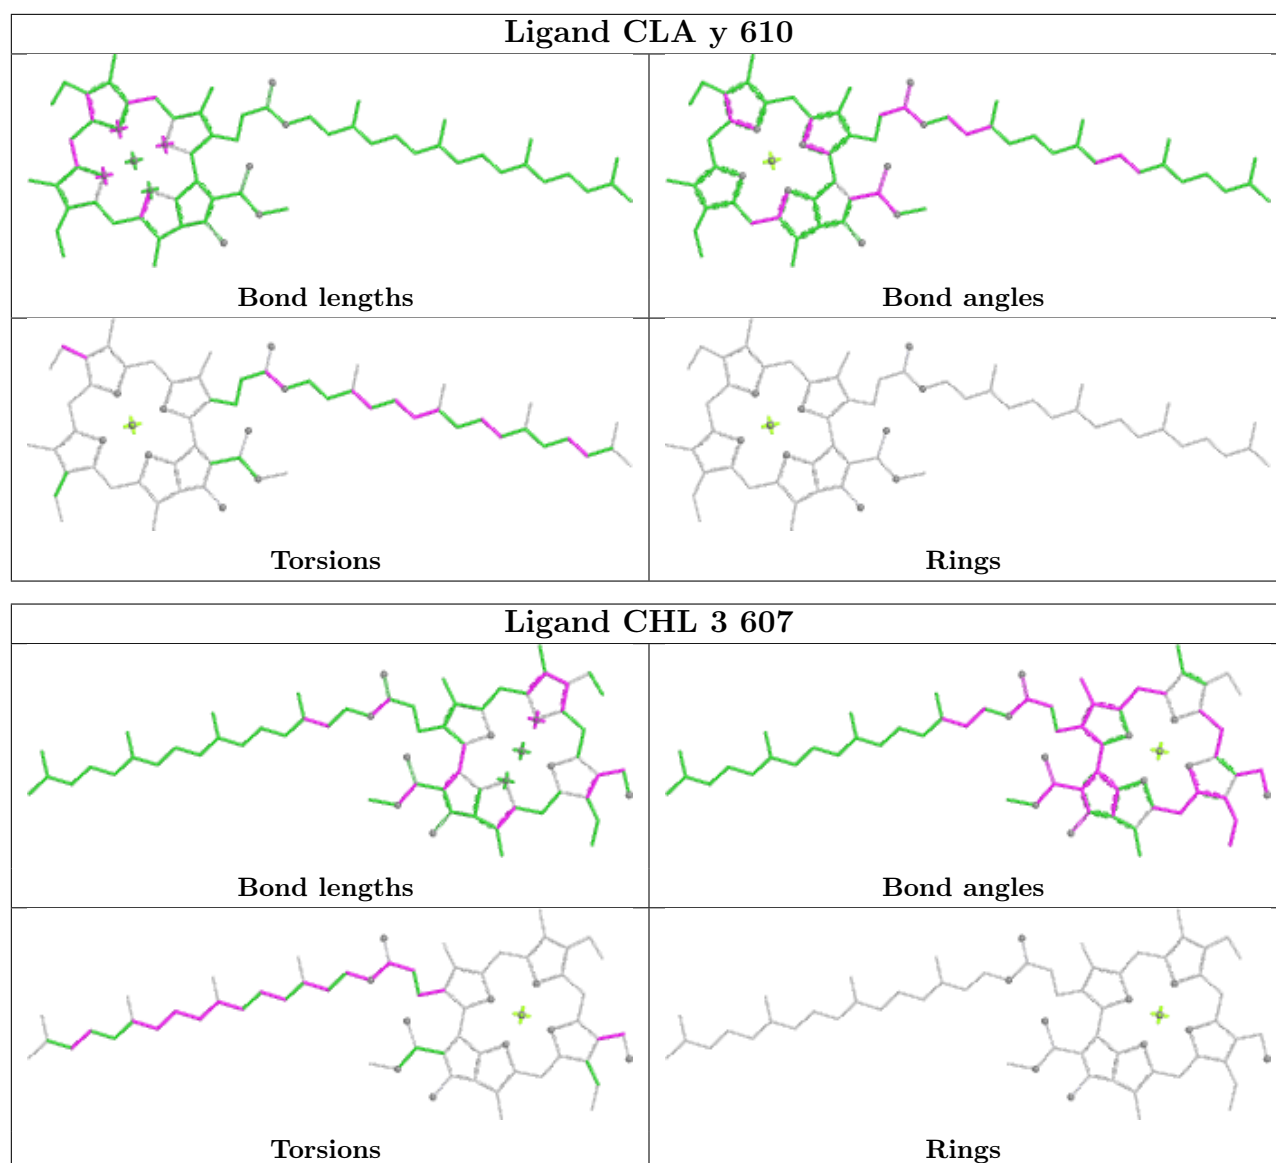 Ligand CLA y 610
Bond lengths
Bond angles
Torsions
Rings
Ligand CHL 3 607
Bond lengths
Bond angles
Torsions
Rings